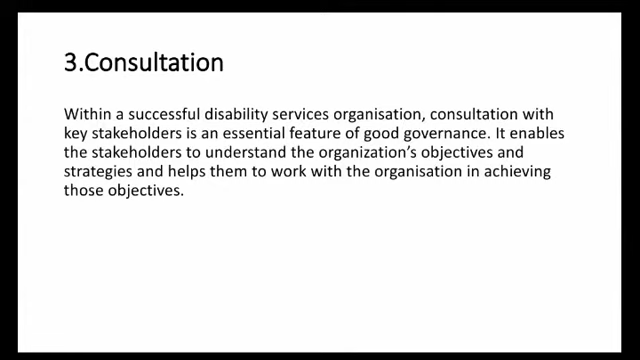 3.Consultation
Within a successful disability services organisation, consultation with
key stakeholders is an essential feature of good governance. It enables
the stakeholders to understand the organization's objectives and
strategies and helps them to work with the organisation in achieving
those objectives.